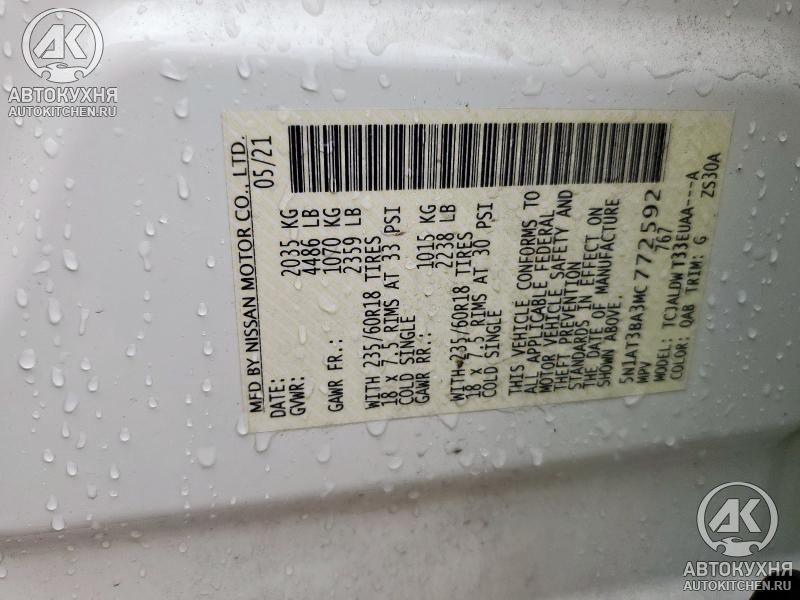 AK
АВТОКУХНЯ
AUTOKITCHEN.RU
MFD BY NISSAN MOTOR CO., LTD.
DATE: 05/21
GVWR: 2035 KG
4486 LB
GAWR FR.: 1070 KG
2359 LB
WITH 235/60R18 TIRES
18 x 7.5 RIMS AT 33 PSI
COLD SINGLE
GAWR RR.: 1015 KG
2238 LB
WITH 235/60R18 TIRES
18 x 7.5 RIMS AT 30 PSI
COLD SINGLE
THIS VEHICLE CONFORMS TO
ALL APPLICABLE FEDERAL
MOTOR VEHICLE SAFETY AND
THEFT PREVENTION
STANDARDS IN EFFECT ON
THE DATE OF MANUFACTURE
SHOWN ABOVE.
5N1AT3BA3MC772592
MPV 767
MODEL: TCJALDWT33EUAA---A
COLOR: QAB TRIM: G ZS30A
AK
АВТОКУХНЯ
AUTOKITCHEN.RU